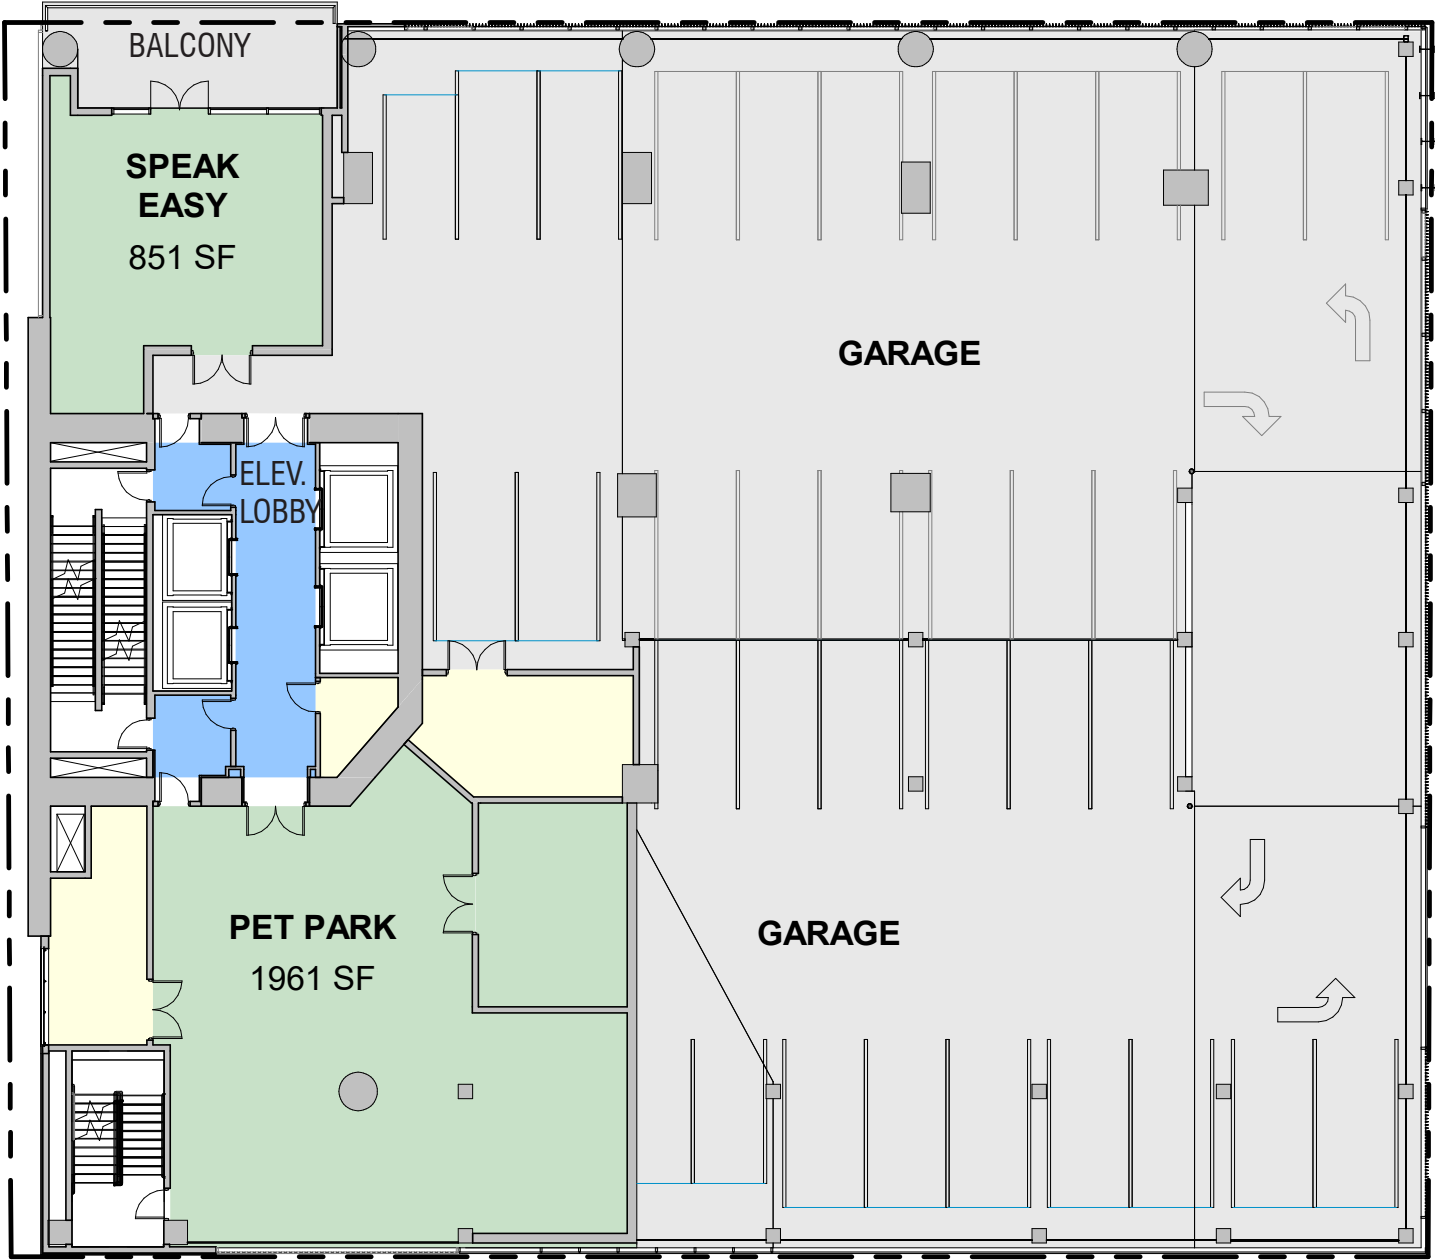 BALCONY
SPEAK
EASY
851 SF
GARAGE
ELEV.
LOBBY
PET PARK
1961 SF
GARAGE